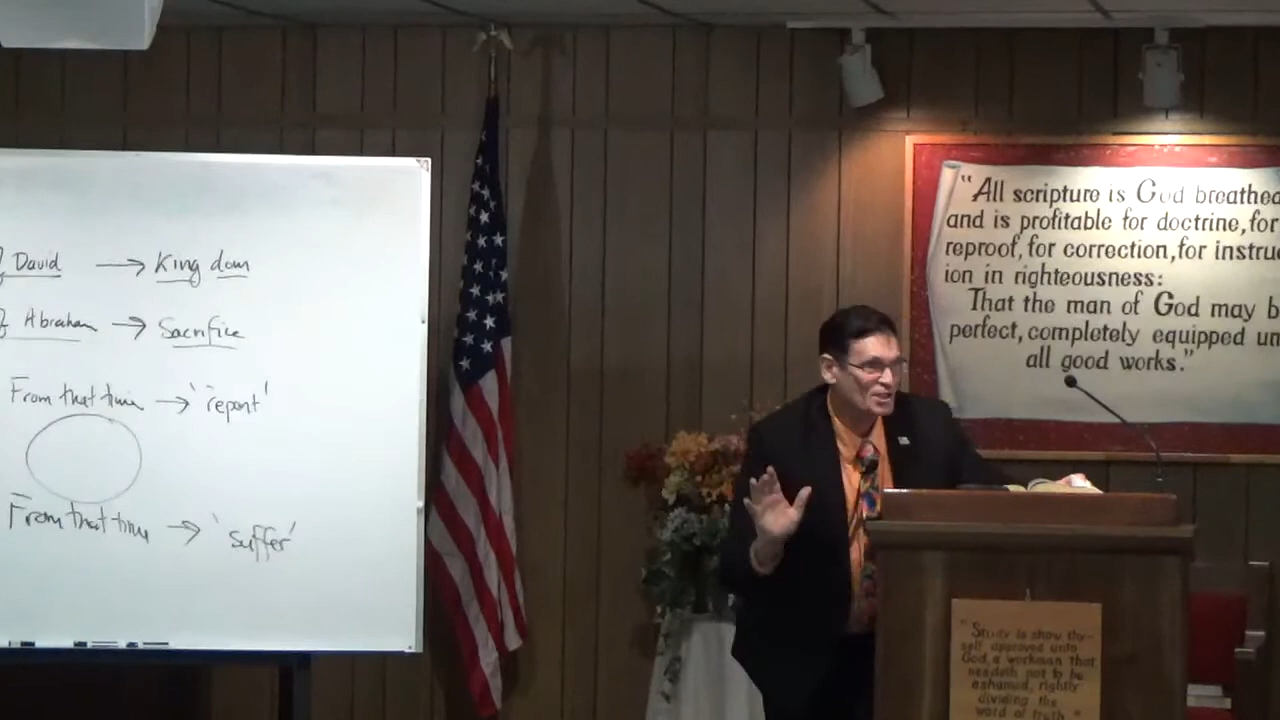 David → King dom
Abraham → Sacrifice
From that time → 'repent'
From that time → 'suffer'
"All scripture is God breathed
and is profitable for doctrine, for
reproof, for correction, for instru
ion in righteousness:
That the man of God may b
perfect, completely equipped un
all good works."
"Study to show thy-
self approved unto
God, a workman that
needeth not to be
ashamed, rightly
dividing the
word of truth."